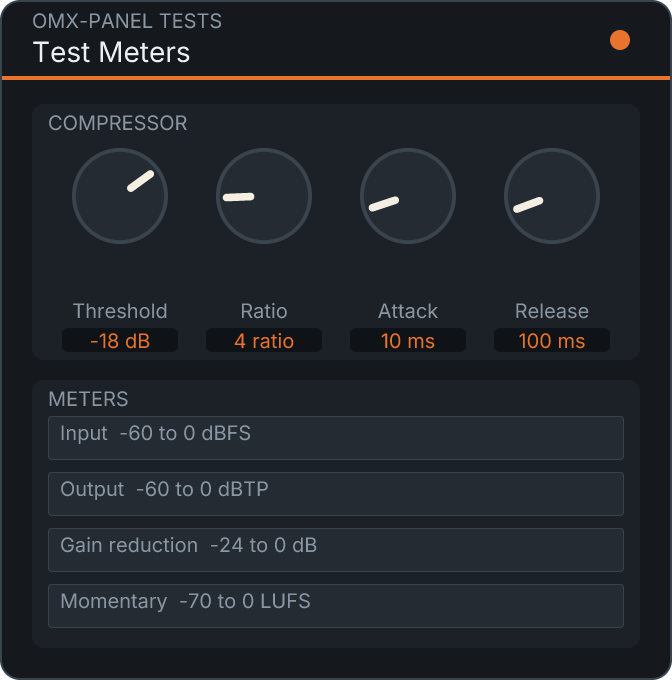 OMX-PANEL TESTS
Test Meters
COMPRESSOR
Threshold Ratio Attack Release
-18 dB 4 ratio 10 ms 100 ms
METERS
Input -60 to 0 dBFS
Output -60 to 0 dBTP
Gain reduction -24 to 0 dB
Momentary -70 to 0 LUFS